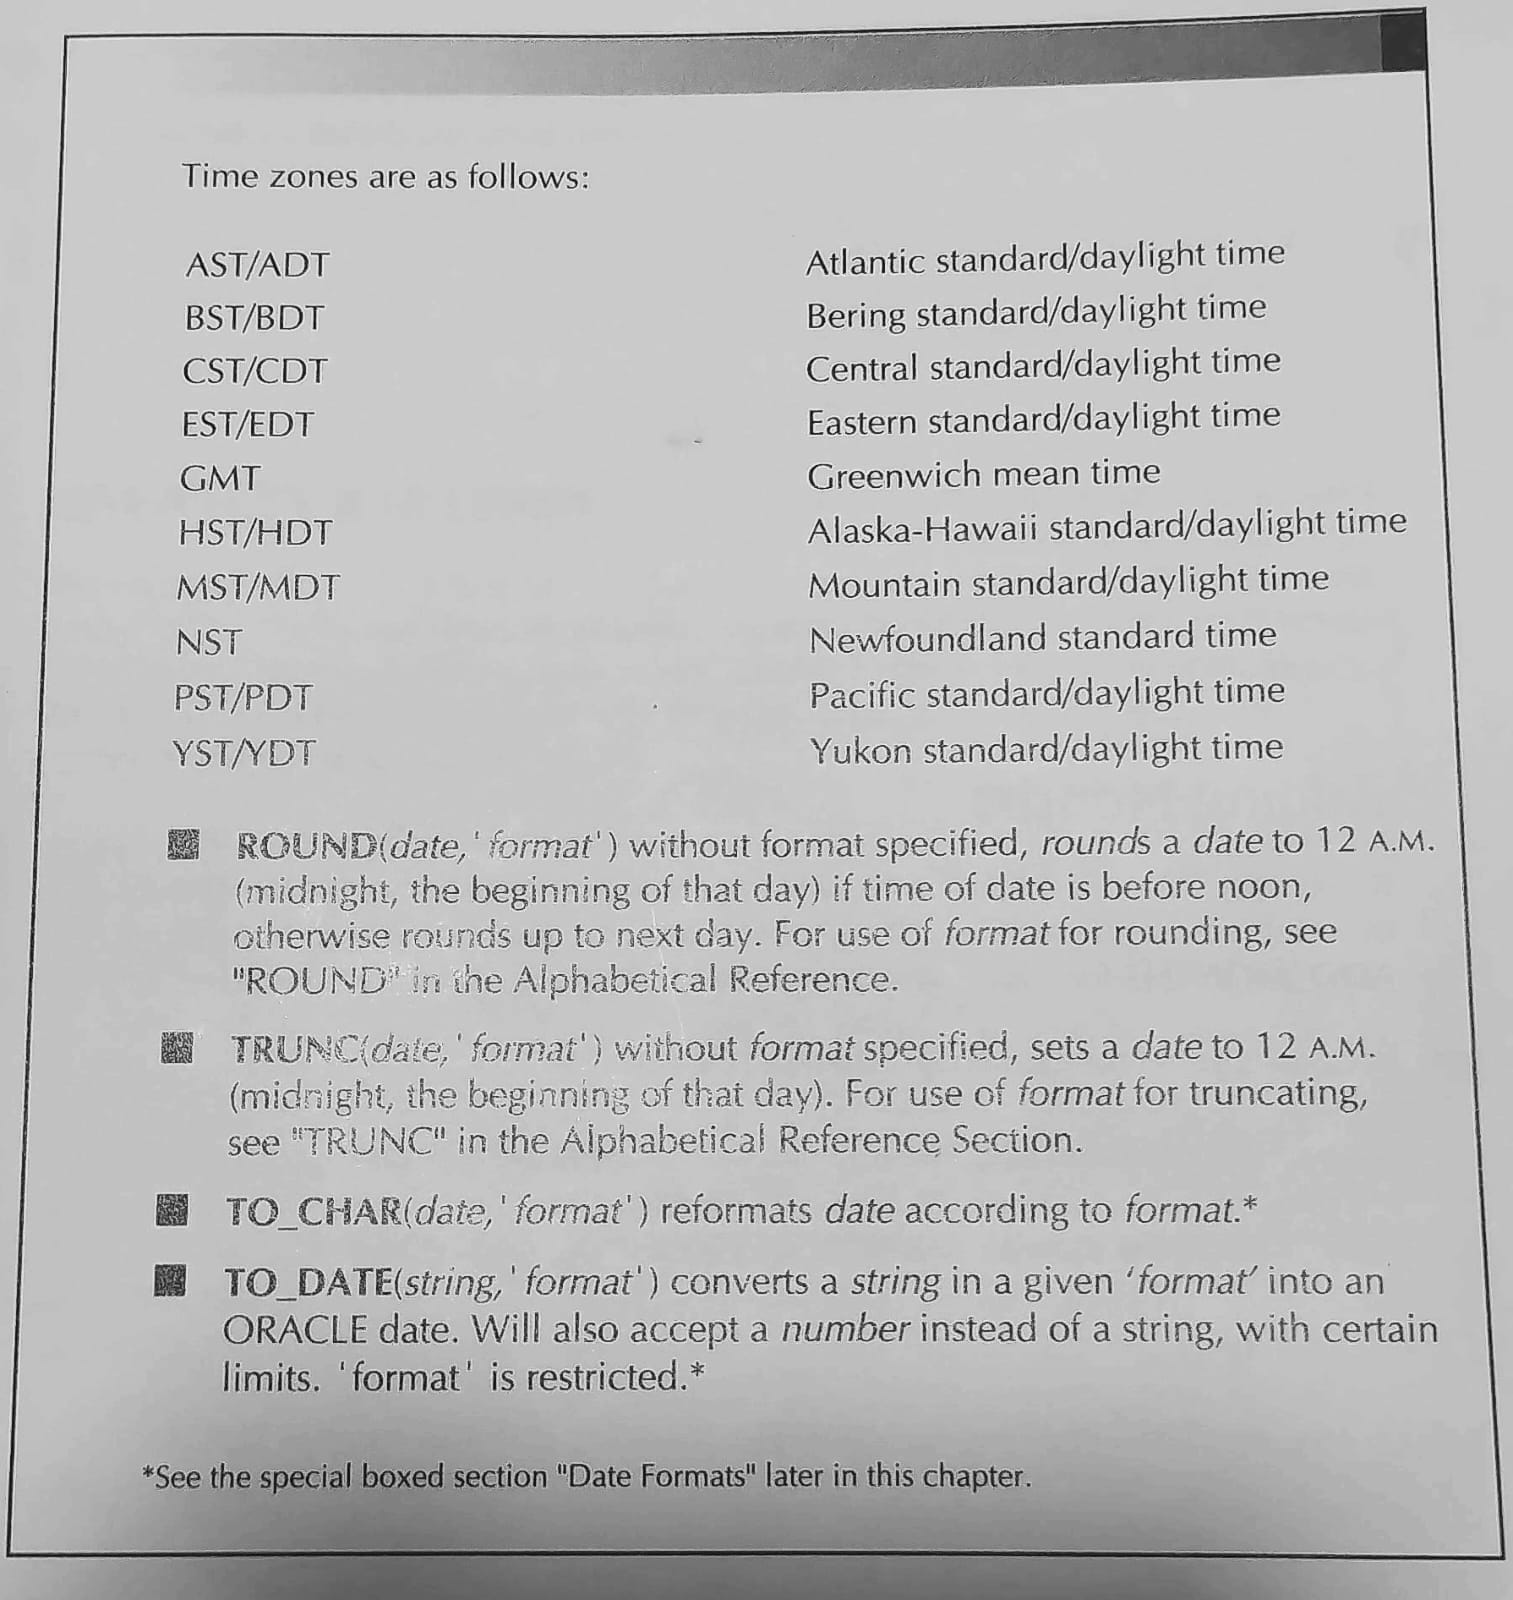 Time zones are as follows:
AST/ADT Atlantic standard/daylight time
BST/BDT Bering standard/daylight time
CST/CDT Central standard/daylight time
EST/EDT Eastern standard/daylight time
GMT Greenwich mean time
HST/HDT Alaska-Hawaii standard/daylight time
MST/MDT Mountain standard/daylight time
NST Newfoundland standard time
PST/PDT Pacific standard/daylight time
YST/YDT Yukon standard/daylight time
ROUND(date,'format') without format specified, rounds a date to 12 A.M.
(midnight, the beginning of that day) if time of date is before noon,
otherwise rounds up to next day. For use of format for rounding, see
"ROUND" in the Alphabetical Reference.
TRUNC(date,'format') without format specified, sets a date to 12 A.M.
(midnight, the beginning of that day). For use of format for truncating,
see "TRUNC" in the Alphabetical Reference Section.
TO_CHAR(date,'format') reformats date according to format.*
TO_DATE(string,'format') converts a string in a given 'format' into an
ORACLE date. Will also accept a number instead of a string, with certain
limits. 'format' is restricted.*
*See the special boxed section "Date Formats" later in this chapter.